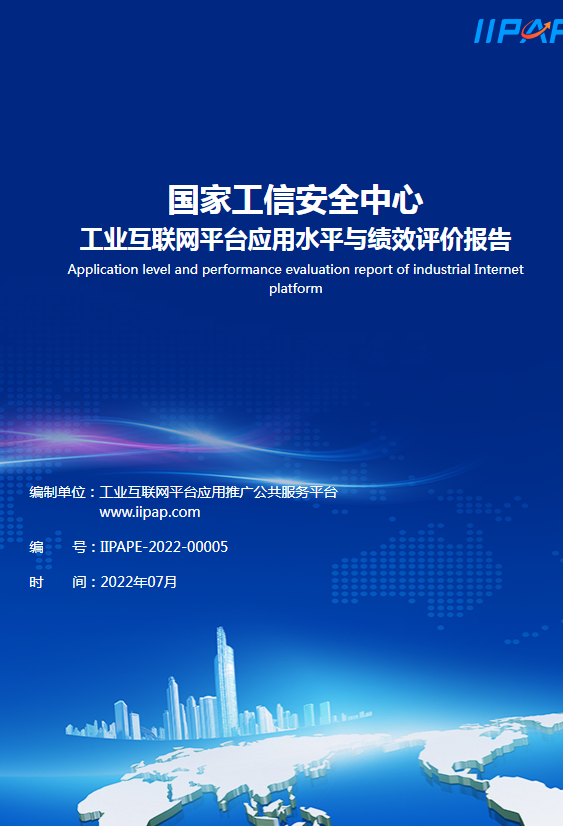 IIPAP
国家工信安全中心
工业互联网平台应用水平与绩效评价报告
Application level and performance evaluation report of industrial Internet
platform
编制单位：工业互联网平台应用推广公共服务平台
www.iipap.com
编　　号：IIPAPE-2022-00005
时　　间：2022年07月